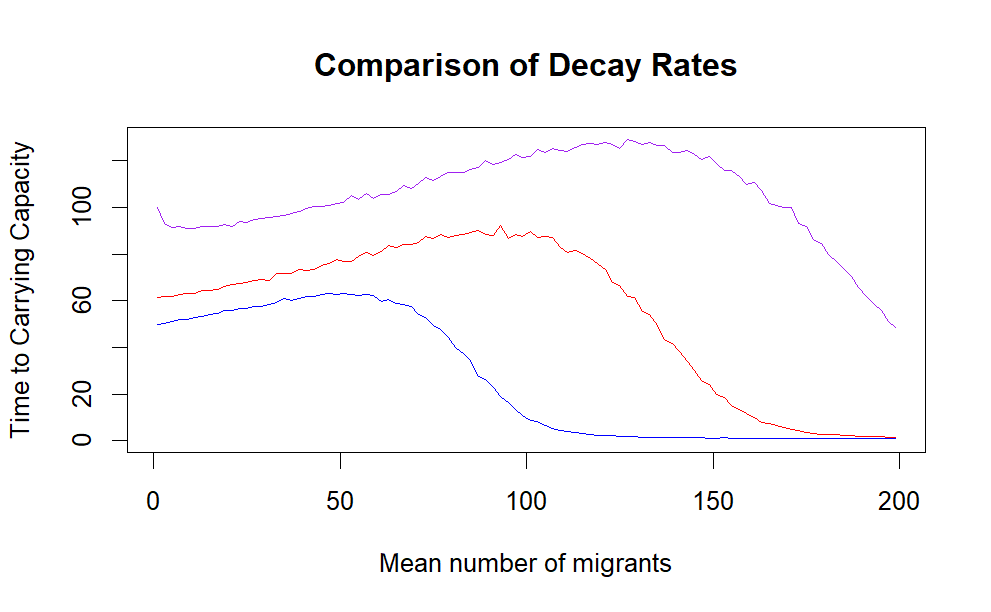 Comparison of Decay Rates
Time to Carrying Capacity
100
60
20
0
0 50 100 150 200
Mean number of migrants